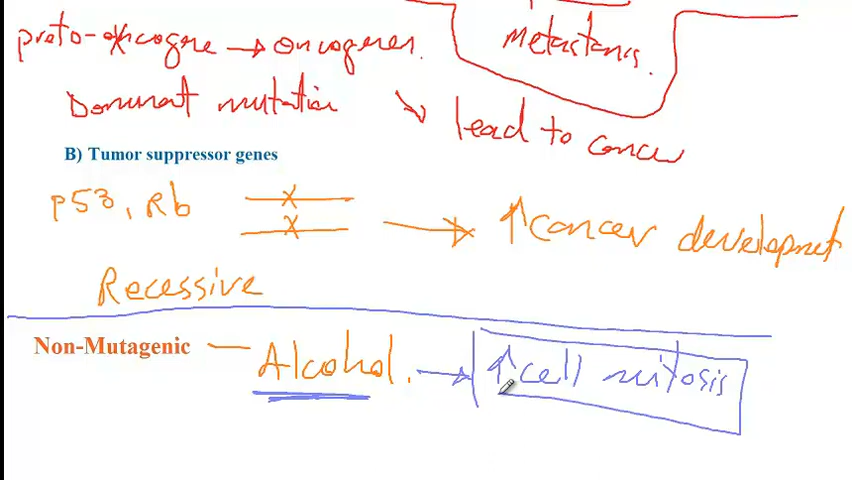 metastasis.
proto-oncogene → oncogenes.
Dominant mutation
lead to cancer
B) Tumor suppressor genes
p53, Rb → ↑cancer development
Recessive
Non-Mutagenic — Alcohol. → ↑cell mitosis